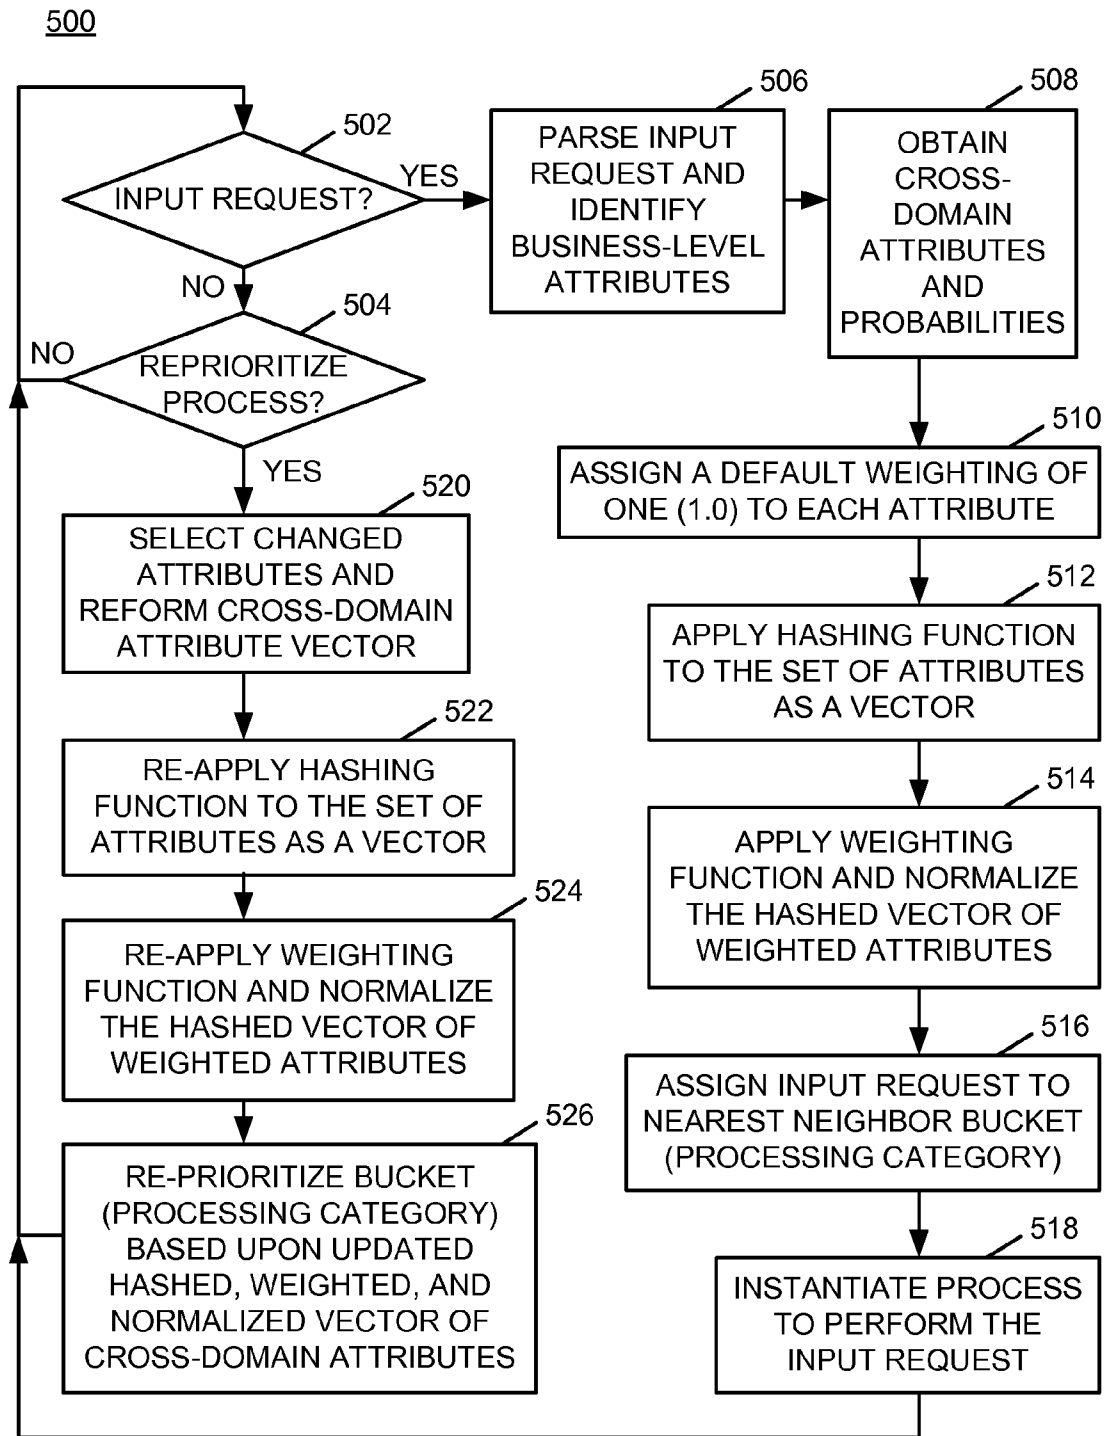 500
502
INPUT REQUEST?
YES
NO
504
REPRIORITIZE
PROCESS?
NO
YES
506
PARSE INPUT
REQUEST AND
IDENTIFY
BUSINESS-LEVEL
ATTRIBUTES
508
OBTAIN
CROSS-
DOMAIN
ATTRIBUTES
AND
PROBABILITIES
510
ASSIGN A DEFAULT WEIGHTING OF
ONE (1.0) TO EACH ATTRIBUTE
512
APPLY HASHING FUNCTION
TO THE SET OF ATTRIBUTES
AS A VECTOR
514
APPLY WEIGHTING
FUNCTION AND NORMALIZE
THE HASHED VECTOR OF
WEIGHTED ATTRIBUTES
516
ASSIGN INPUT REQUEST TO
NEAREST NEIGHBOR BUCKET
(PROCESSING CATEGORY)
518
INSTANTIATE PROCESS
TO PERFORM THE
INPUT REQUEST
520
SELECT CHANGED
ATTRIBUTES AND
REFORM CROSS-DOMAIN
ATTRIBUTE VECTOR
522
RE-APPLY HASHING
FUNCTION TO THE SET OF
ATTRIBUTES AS A VECTOR
524
RE-APPLY WEIGHTING
FUNCTION AND NORMALIZE
THE HASHED VECTOR OF
WEIGHTED ATTRIBUTES
526
RE-PRIORITIZE BUCKET
(PROCESSING CATEGORY)
BASED UPON UPDATED
HASHED, WEIGHTED, AND
NORMALIZED VECTOR OF
CROSS-DOMAIN ATTRIBUTES